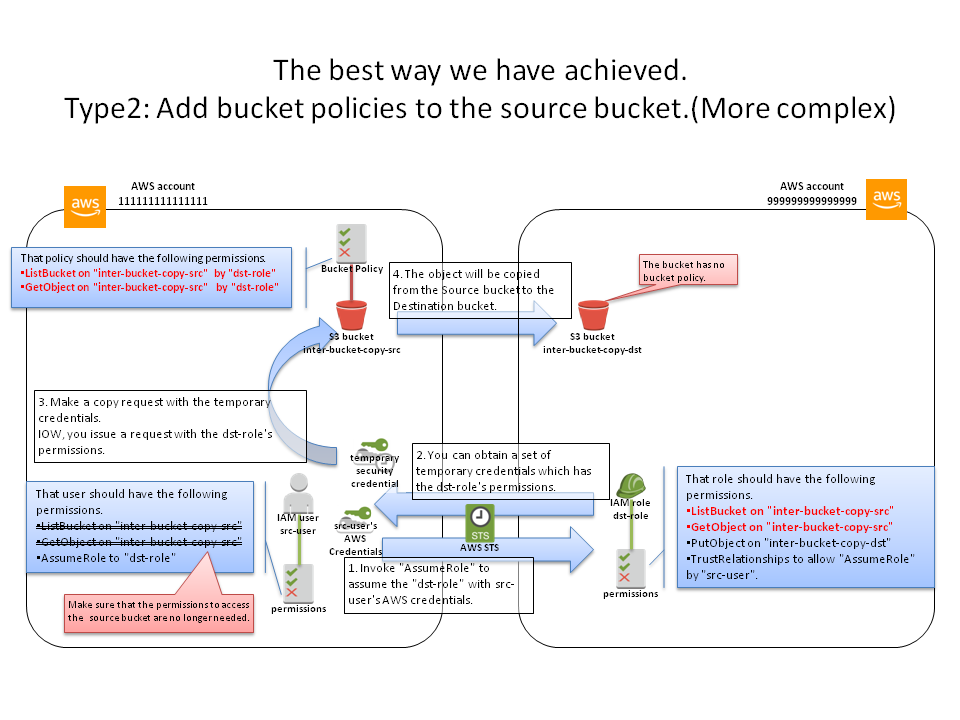 The best way we have achieved.
Type2: Add bucket policies to the source bucket.(More complex)
aws
AWS account
111111111111111
AWS account
999999999999999
aws
That policy should have the following permissions.
•ListBucket on "inter-bucket-copy-src" by "dst-role"
•GetObject on "inter-bucket-copy-src" by "dst-role"
Bucket Policy
4. The object will be copied
from the Source bucket to the
Destination bucket.
The bucket has no
bucket policy.
S3 bucket
inter-bucket-copy-src
S3 bucket
inter-bucket-copy-dst
3. Make a copy request with the temporary
credentials.
IOW, you issue a request with the dst-role's
permissions.
temporary
security
credential
2. You can obtain a set of
temporary credentials which has
the dst-role's permissions.
That user should have the following
permissions.
•ListBucket on "inter-bucket-copy-src"
•GetObject on "inter-bucket-copy-src"
•AssumeRole to "dst-role"
IAM user
src-user
src-user's
AWS
Credentials
STS
AWS STS
IAM role
dst-role
That role should have the following
permissions.
•ListBucket on "inter-bucket-copy-src"
•GetObject on "inter-bucket-copy-src"
•PutObject on "inter-bucket-copy-dst"
•TrustRelationships to allow "AssumeRole"
by "src-user".
Make sure that the permissions to access
the source bucket are no longer needed.
permissions
1. Invoke "AssumeRole" to
assume the "dst-role" with src-
user's AWS credentials.
permissions